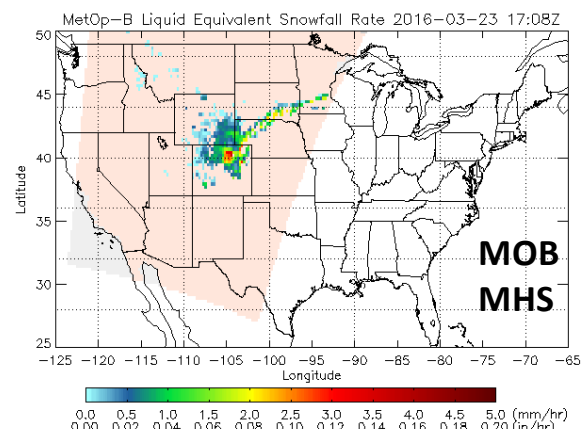 MetOp-B Liquid Equivalent Snowfall Rate 2016-03-23 17:08Z
50
45
40
35
30
25
Latitude
MOB
MHS
-125 -120 -115 -110 -105 -100 -95 -90 -85 -80 -75 -70 -65
Longitude
0.0 0.5 1.0 1.5 2.0 2.5 3.0 3.5 4.0 4.5 5.0 (mm/hr)
0.00 0.02 0.04 0.06 0.08 0.10 0.12 0.14 0.16 0.18 0.20 (in/hr)